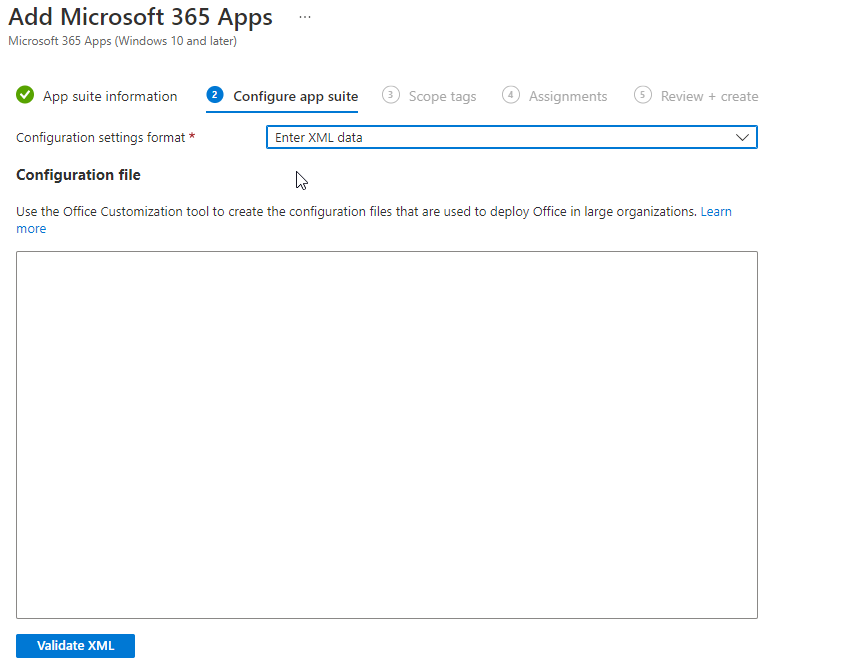 Add Microsoft 365 Apps ...
Microsoft 365 Apps (Windows 10 and later)
App suite information 2 Configure app suite 3 Scope tags 4 Assignments 5 Review + create
Configuration settings format * Enter XML data
Configuration file
Use the Office Customization tool to create the configuration files that are used to deploy Office in large organizations. Learn
more
Validate XML